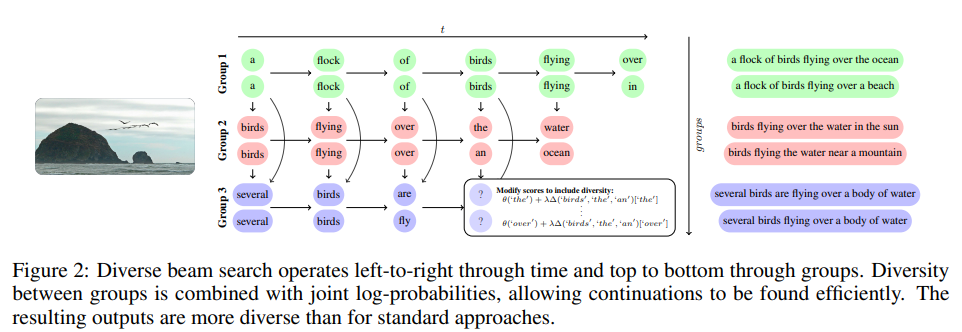 t
Group 1
a flock of birds flying over
a flock of birds flying in
Group 2
birds flying over the water
birds flying over an ocean
Group 3
several birds are ?
several birds fly ?
Modify scores to include diversity:
θ('the') + λΔ('birds', 'the', 'an')['the']
⋮
θ('over') + λΔ('birds', 'the', 'an')['over']
groups
a flock of birds flying over the ocean
a flock of birds flying over a beach
birds flying over the water in the sun
birds flying the water near a mountain
several birds are flying over a body of water
several birds flying over a body of water
Figure 2: Diverse beam search operates left-to-right through time and top to bottom through groups. Diversity
between groups is combined with joint log-probabilities, allowing continuations to be found efficiently. The
resulting outputs are more diverse than for standard approaches.